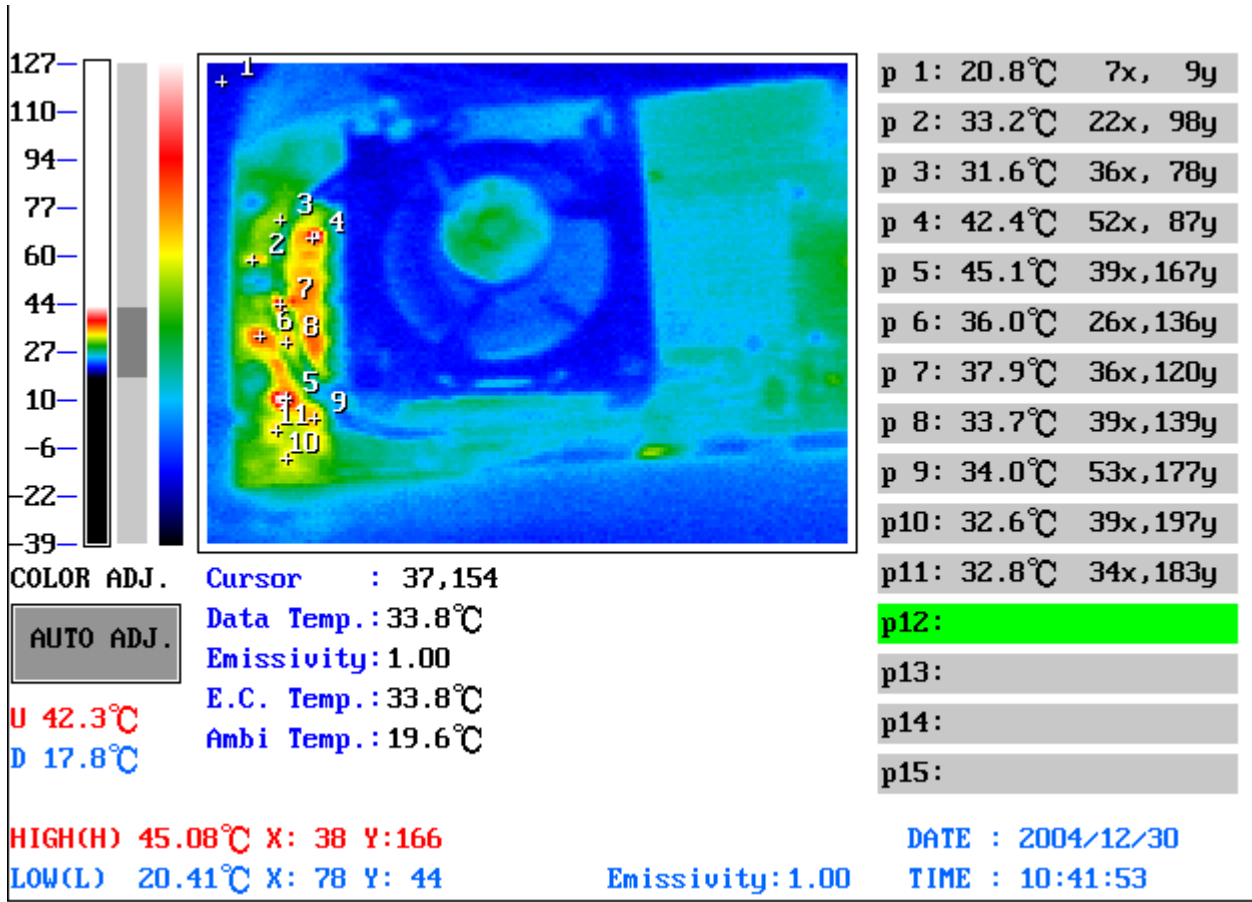 127
110
94
77
60
44
27
10
-6
-22
-39
1
3
4
2
7
6
8
5
9
11
10
COLOR ADJ.
AUTO ADJ.
U 42.3℃
D 17.8℃
Cursor : 37,154
Data Temp.:33.8℃
Emissivity:1.00
E.C. Temp.:33.8℃
Ambi Temp.:19.6℃
p 1: 20.8℃ 7x, 9y
p 2: 33.2℃ 22x, 98y
p 3: 31.6℃ 36x, 78y
p 4: 42.4℃ 52x, 87y
p 5: 45.1℃ 39x,167y
p 6: 36.0℃ 26x,136y
p 7: 37.9℃ 36x,120y
p 8: 33.7℃ 39x,139y
p 9: 34.0℃ 53x,177y
p10: 32.6℃ 39x,197y
p11: 32.8℃ 34x,183y
p12:
p13:
p14:
p15:
HIGH(H) 45.08℃ X: 38 Y:166
LOW(L) 20.41℃ X: 78 Y: 44
Emissivity:1.00
DATE : 2004/12/30
TIME : 10:41:53